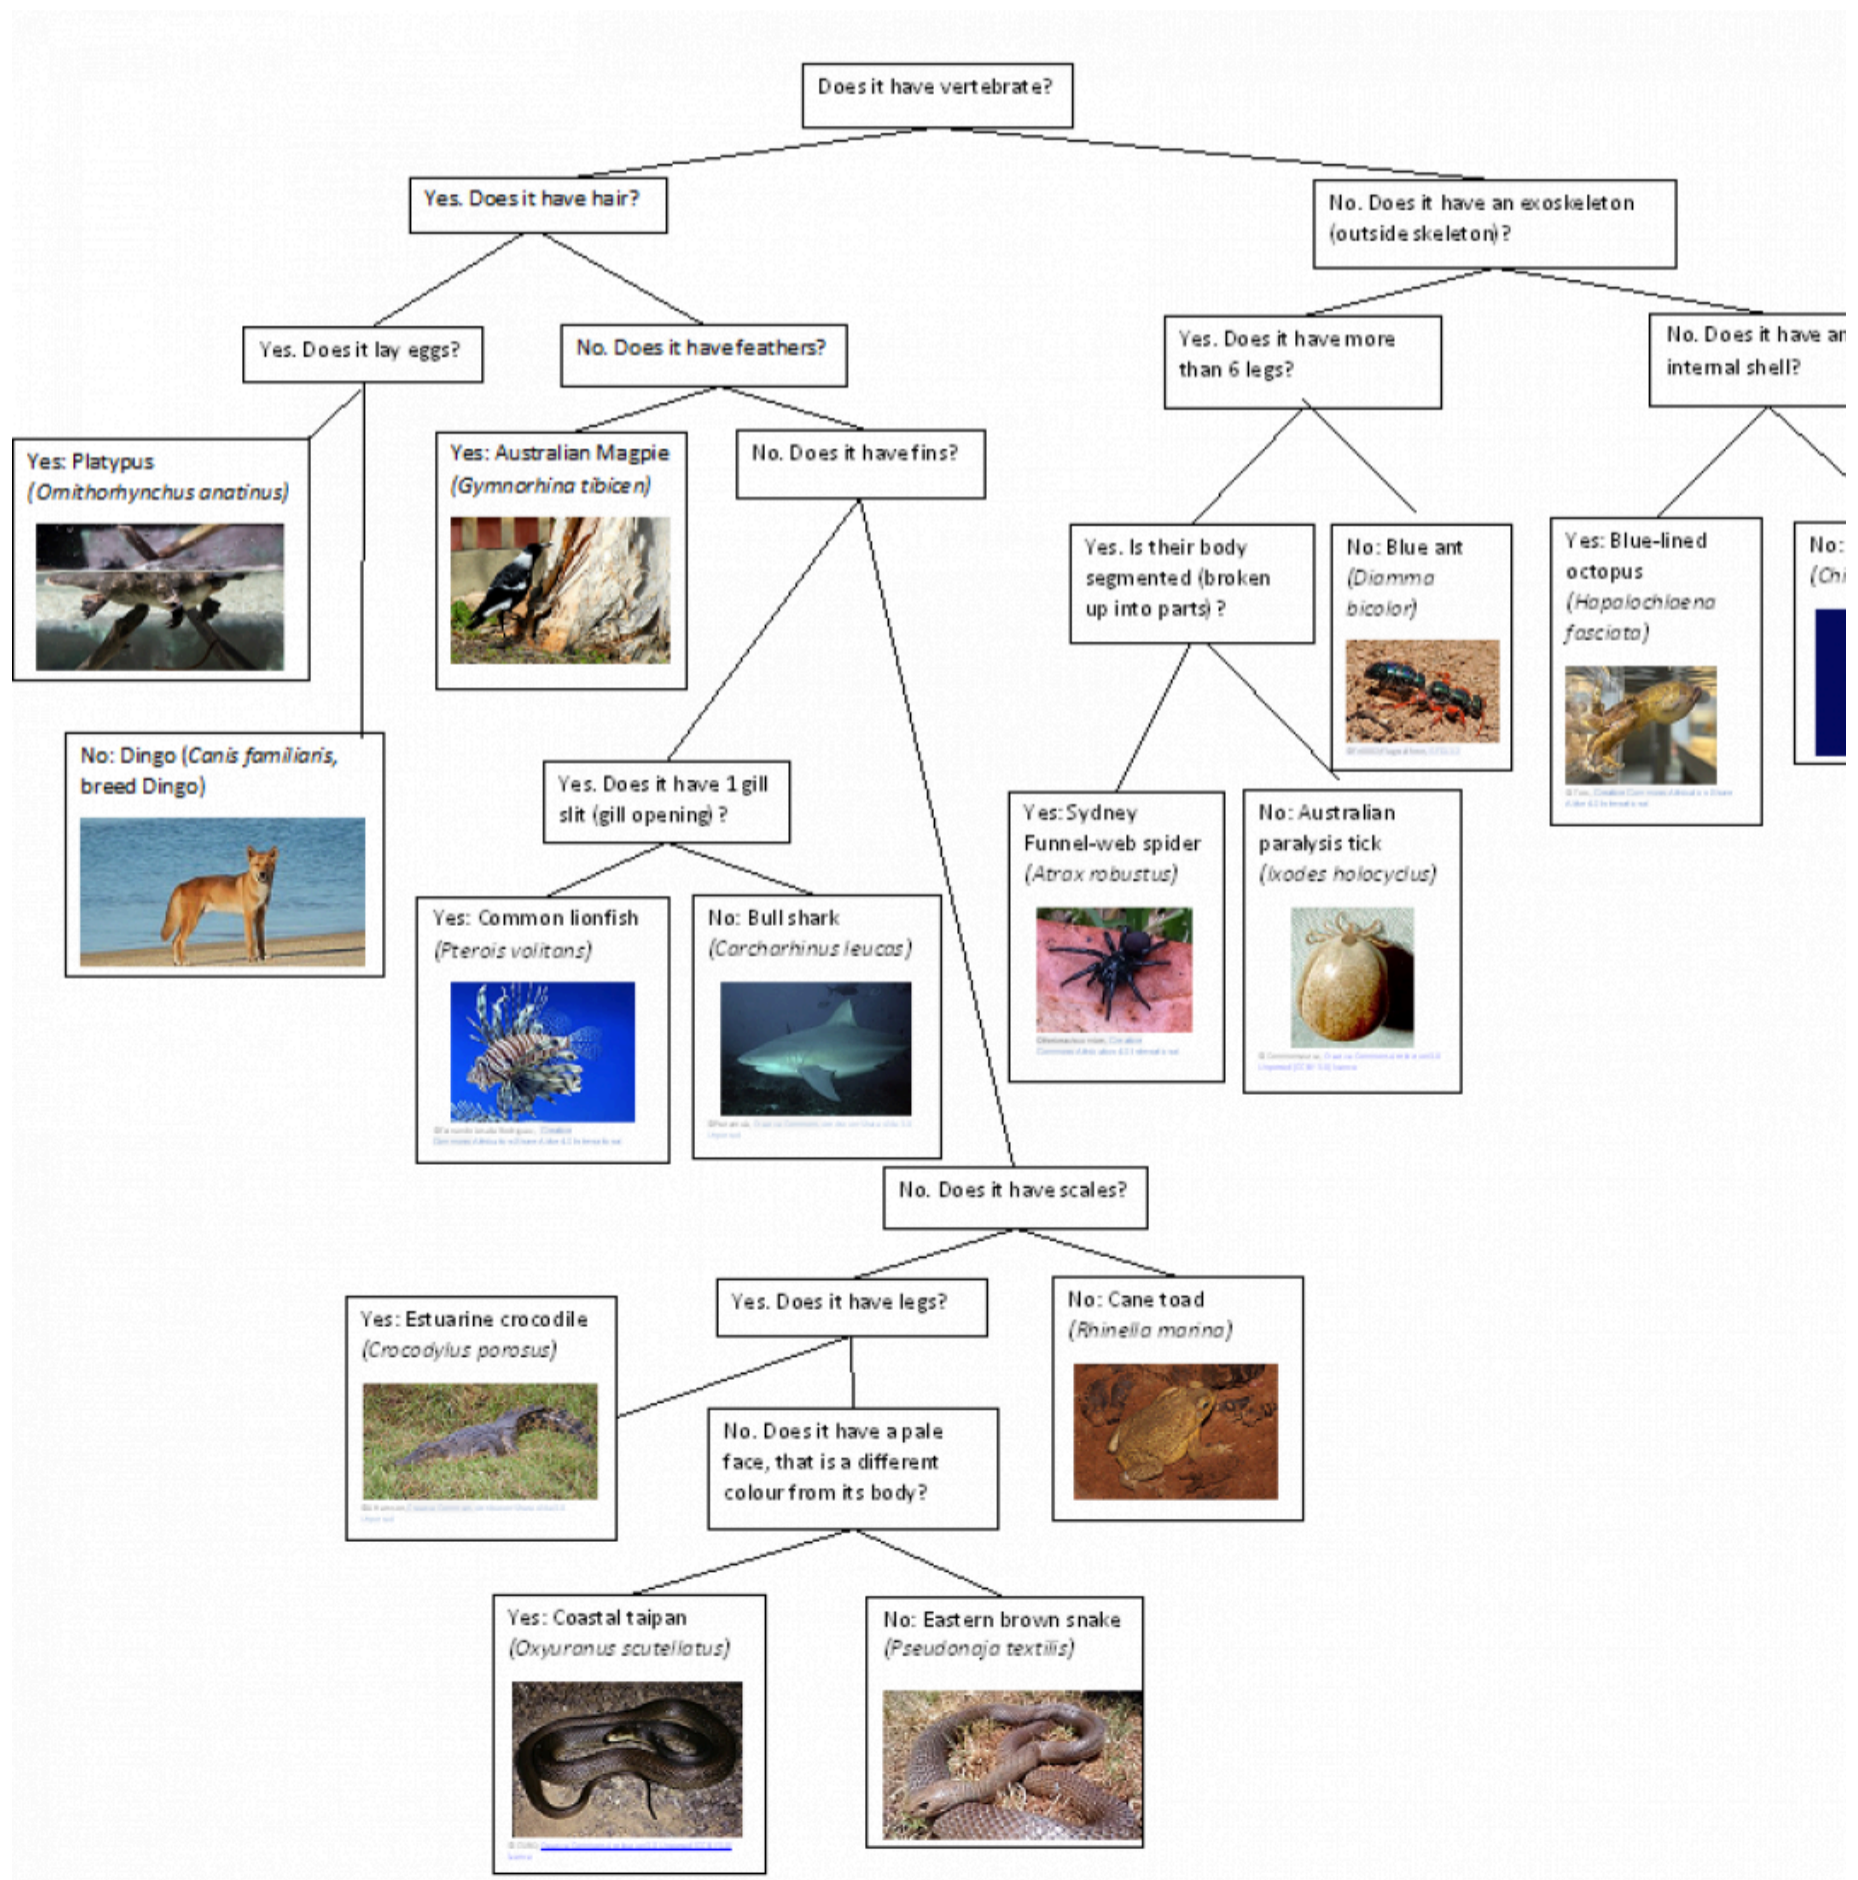 Does it have vertebrate?
Yes. Does it have hair?
No. Does it have an exoskeleton
(outside skeleton)?
Yes. Does it lay eggs?
No. Does it have feathers?
Yes. Does it have more
than 6 legs?
No. Does it have an
internal shell?
Yes: Platypus
(Ornithorhynchus anatinus)
Yes: Australian Magpie
(Gymnorhina tibicen)
No. Does it have fins?
Yes. Is their body
segmented (broken
up into parts)?
No: Blue ant
(Diamma
bicolor)
Yes: Blue-lined
octopus
(Hapalochlaena
fasciata)
No:
(Chi
No: Dingo (Canis familiaris,
breed Dingo)
Yes. Does it have 1 gill
slit (gill opening)?
Yes: Sydney
Funnel-web spider
(Atrax robustus)
No: Australian
paralysis tick
(Ixodes holocyclus)
Yes: Common lionfish
(Pterois volitans)
No: Bull shark
(Carcharhinus leucas)
No. Does it have scales?
Yes: Estuarine crocodile
(Crocodylus porosus)
Yes. Does it have legs?
No: Cane toad
(Rhinella marina)
No. Does it have a pale
face, that is a different
colour from its body?
Yes: Coastal taipan
(Oxyuranus scutellatus)
No: Eastern brown snake
(Pseudonaja textilis)